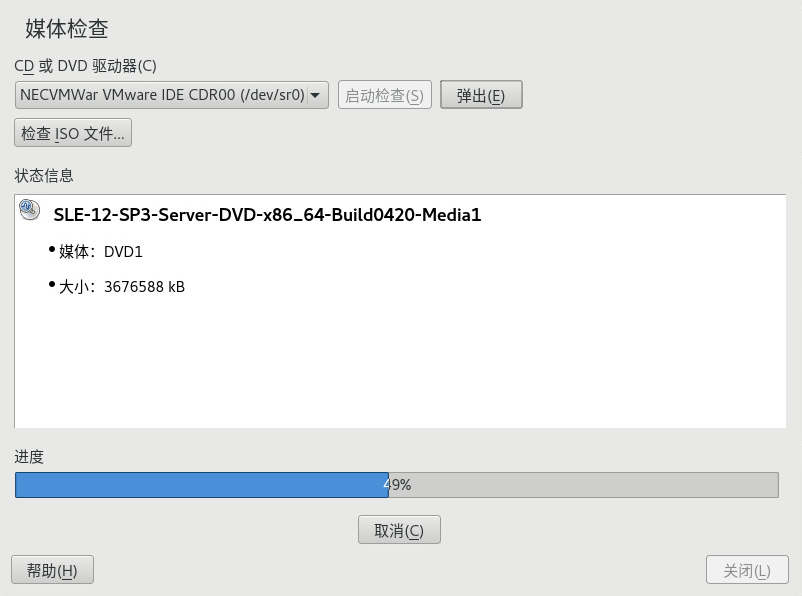 媒体检查
CD 或 DVD 驱动器(C)
NECVMWar VMware IDE CDR00 (/dev/sr0)
启动检查(S)
弹出(E)
检查 ISO 文件...
状态信息
SLE-12-SP3-Server-DVD-x86_64-Build0420-Media1
• 媒体：DVD1
• 大小：3676588 kB
进度
49%
取消(C)
帮助(H)
关闭(L)